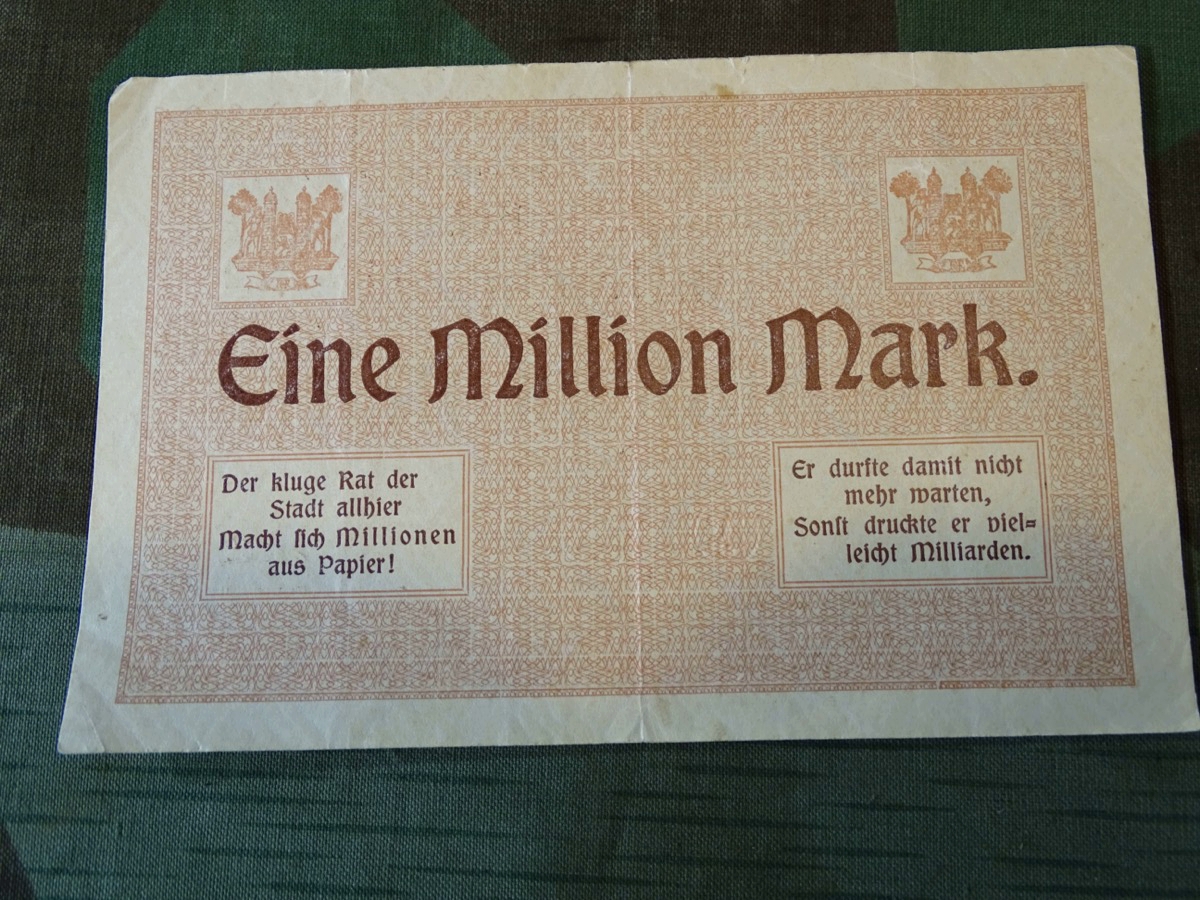 Eine Million Mark.
Der kluge Rat der
Stadt allhier
Macht ſich Millionen
aus Papier!
Er durfte damit nicht
mehr warten,
Sonſt druckte er viel=
leicht Milliarden.